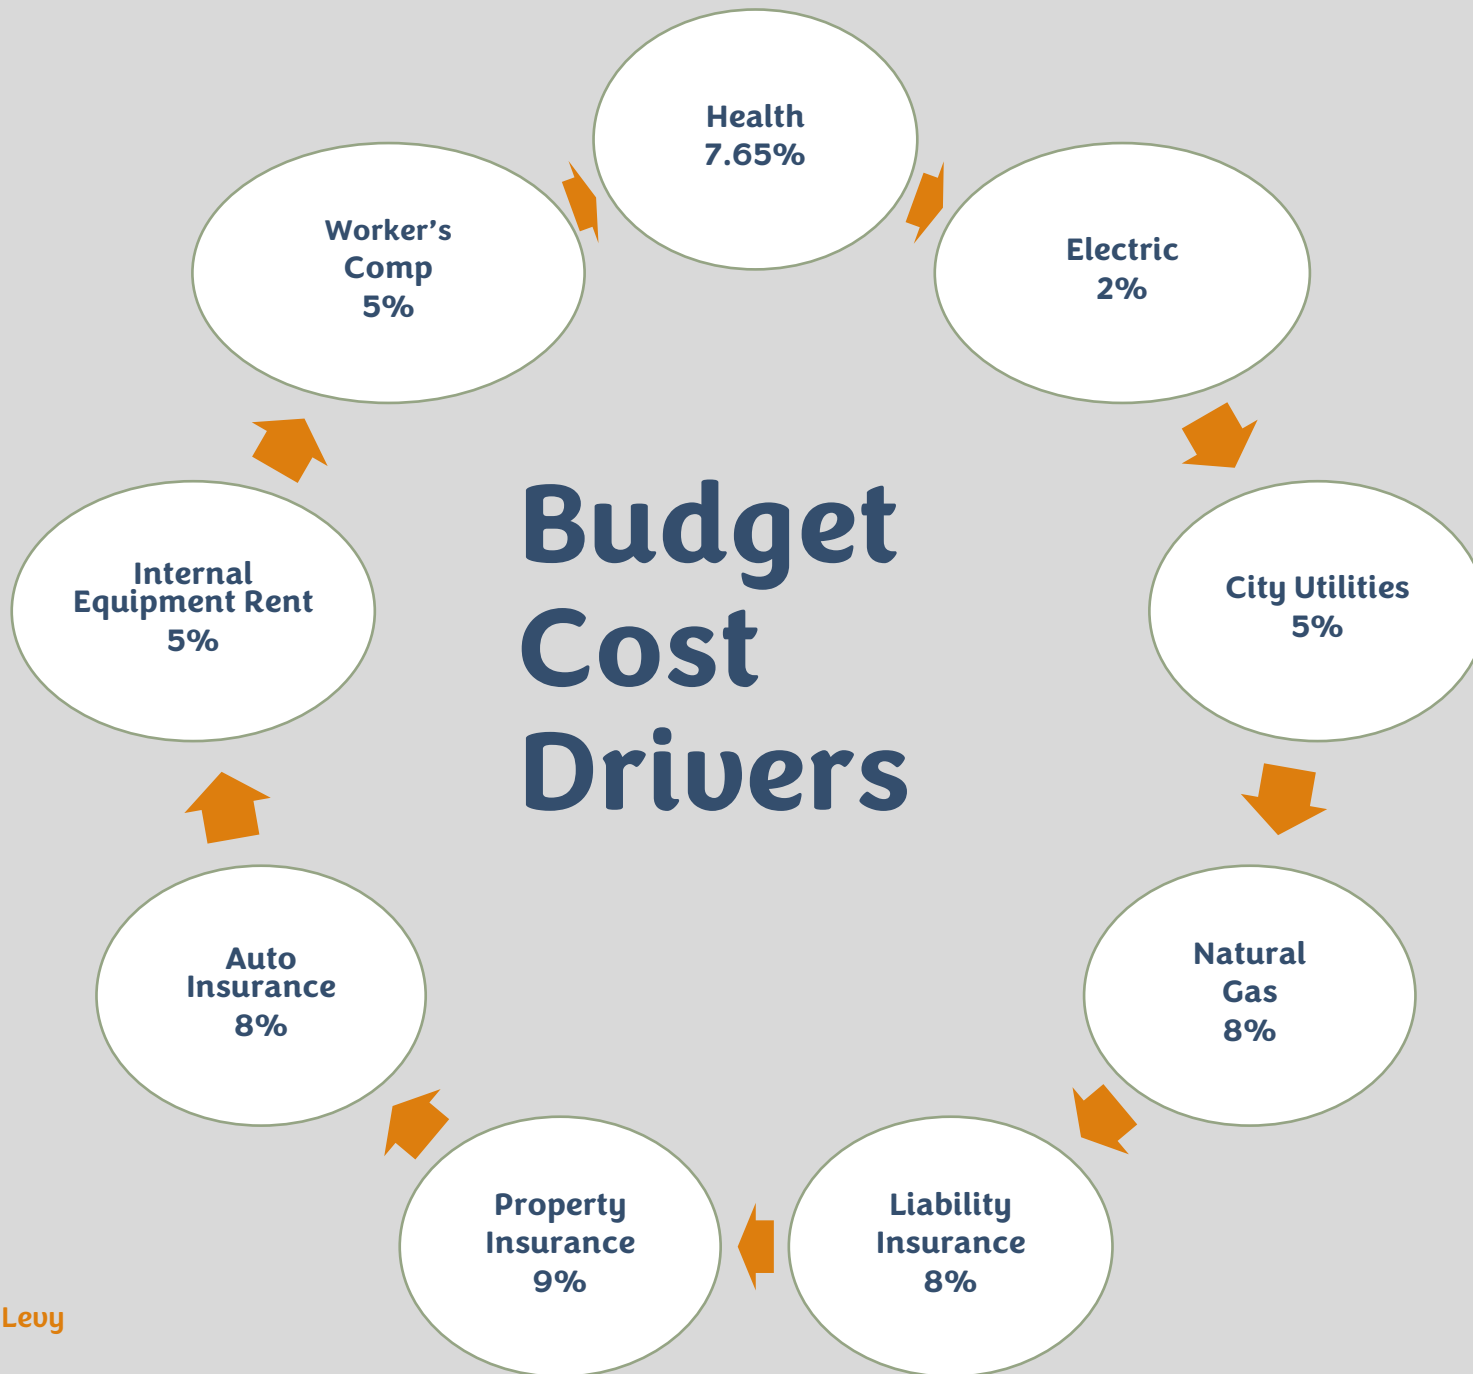 Health
7.65%
Electric
2%
City Utilities
5%
Natural
Gas
8%
Liability
Insurance
8%
Property
Insurance
9%
Auto
Insurance
8%
Internal
Equipment Rent
5%
Worker's
Comp
5%
Budget
Cost
Drivers
Levy